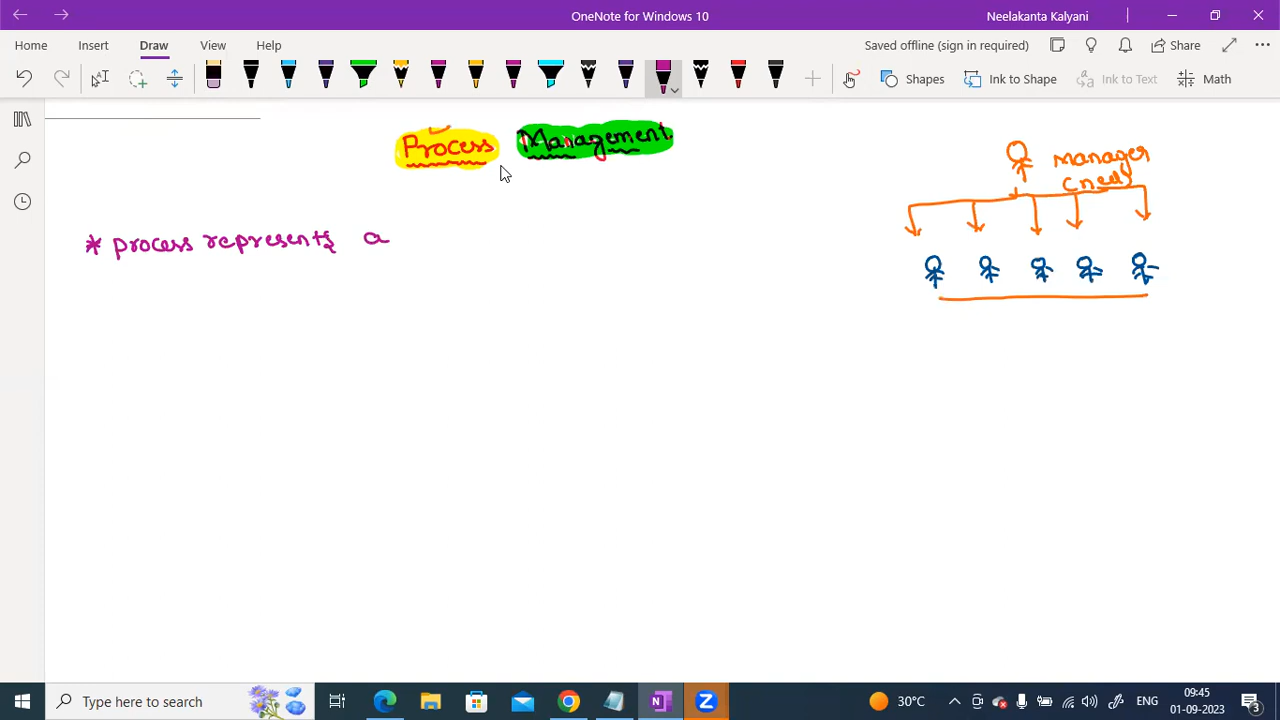 OneNote for Windows 10
Neelakanta Kalyani
Home Insert Draw View Help
Saved offline (sign in required)
Share
Shapes
Ink to Shape
Ink to Text
Math
Process Management
Manager
* process represents a
Type here to search
30°C
ENG
09:45
01-09-2023
3